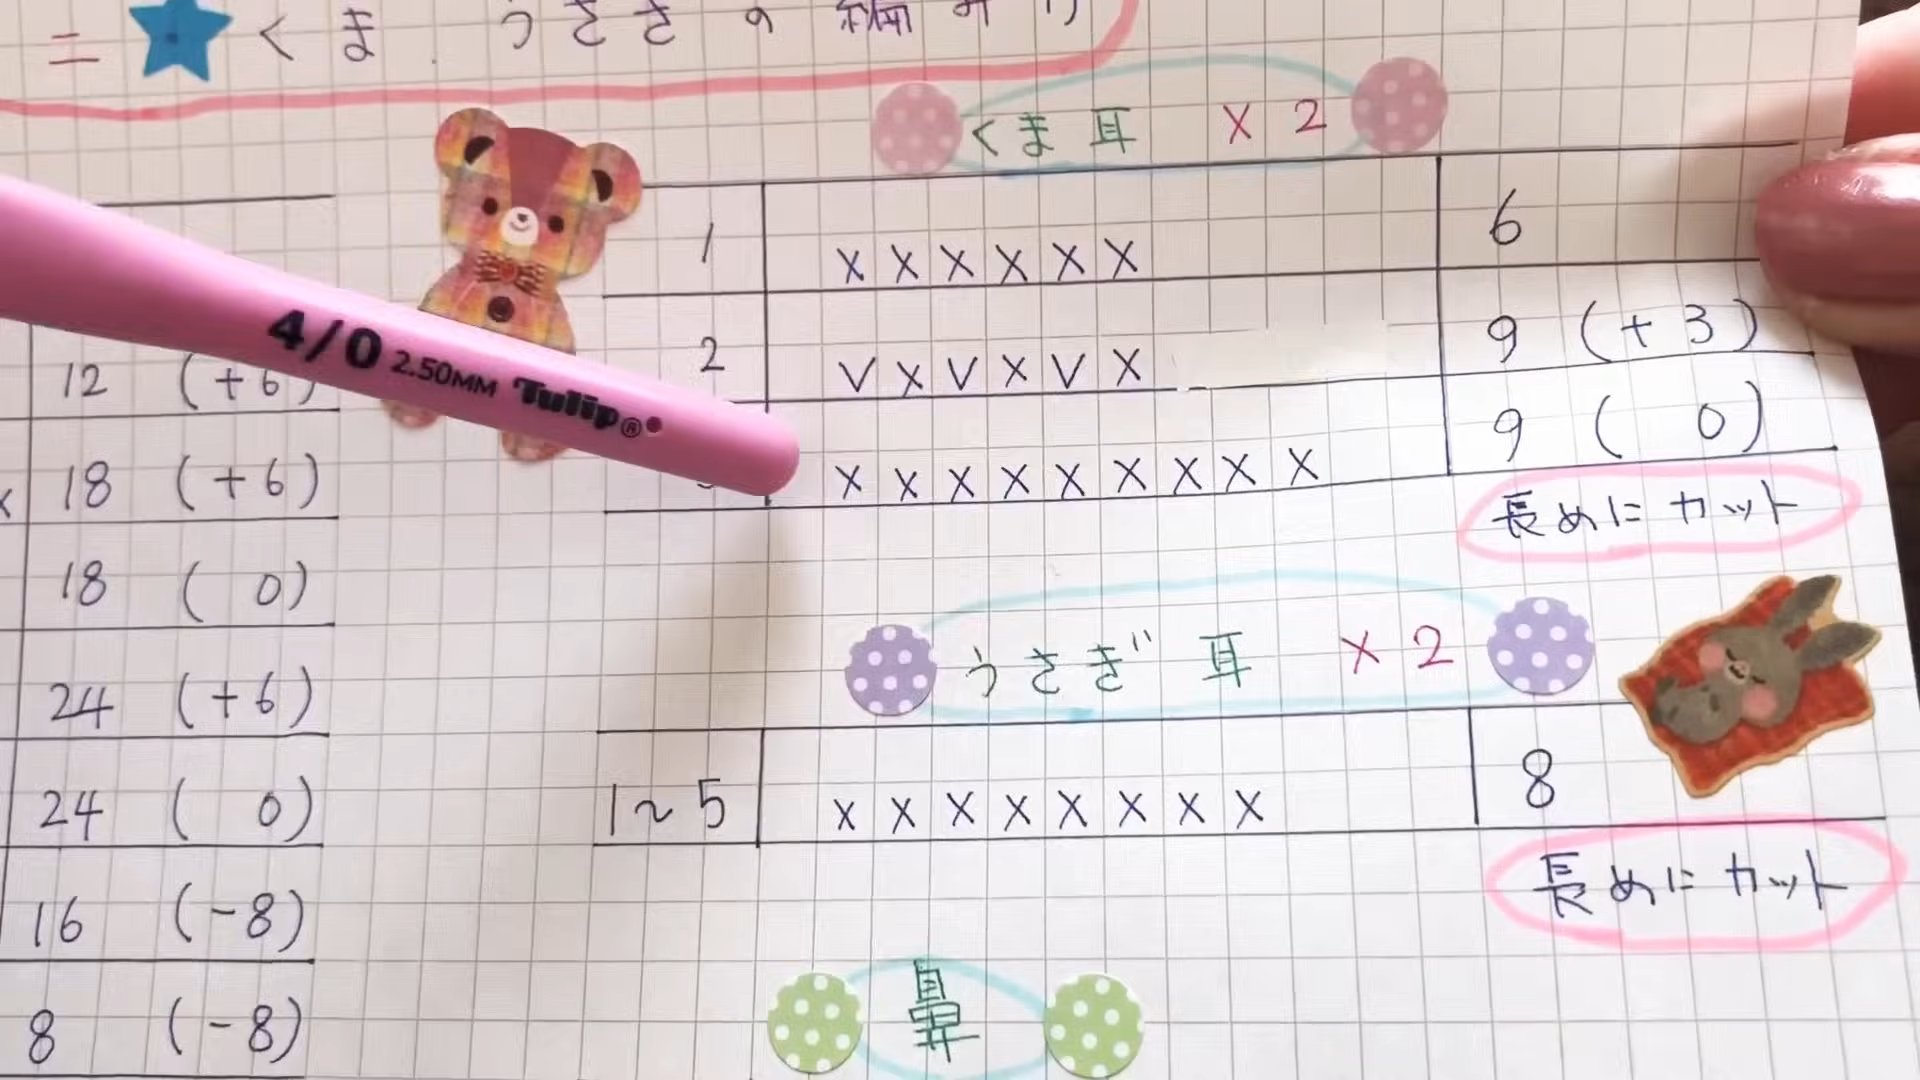 = くま . うさぎの編み
くま耳 × 2
1 ××××××  6
2 V×V×V×  9 (+3)
×××××××××  9 ( 0)
長めにカット
うさぎ耳 × 2
1~5 ××××××××  8
長めにカット
鼻
12 (+6)
18 (+6)
18 ( 0)
24 (+6)
24 ( 0)
16 (-8)
8 (-8)
4/0 2.50MM Tulip®